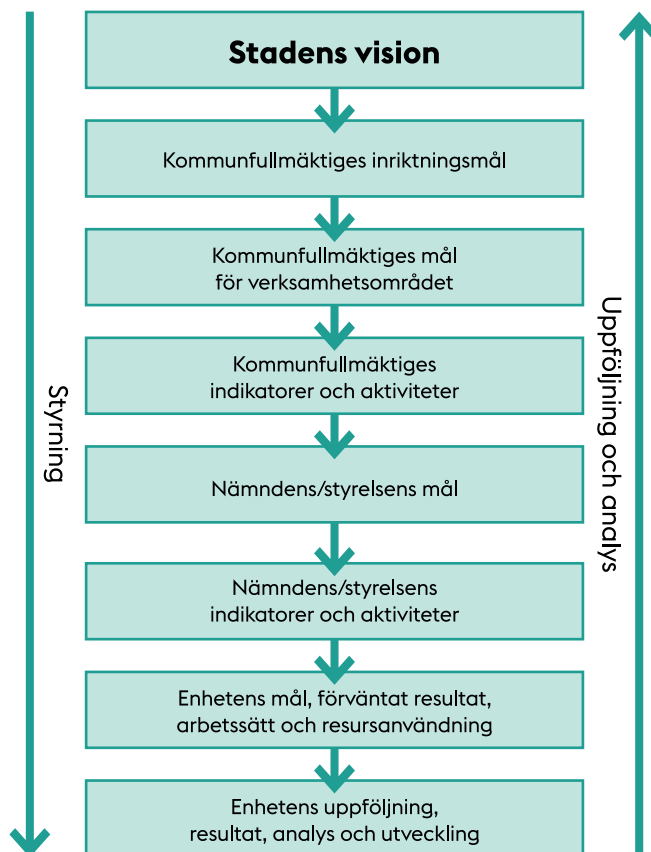 Stadens vision
Kommunfullmäktiges inriktningsmål
Kommunfullmäktiges mål
för verksamhetsområdet
Kommunfullmäktiges
indikatorer och aktiviteter
Nämndens/styrelsens mål
Nämndens/styrelsens
indikatorer och aktiviteter
Enhetens mål, förväntat resultat,
arbetssätt och resursanvändning
Enhetens uppföljning,
resultat, analys och utveckling
Styrning
Uppföljning och analys